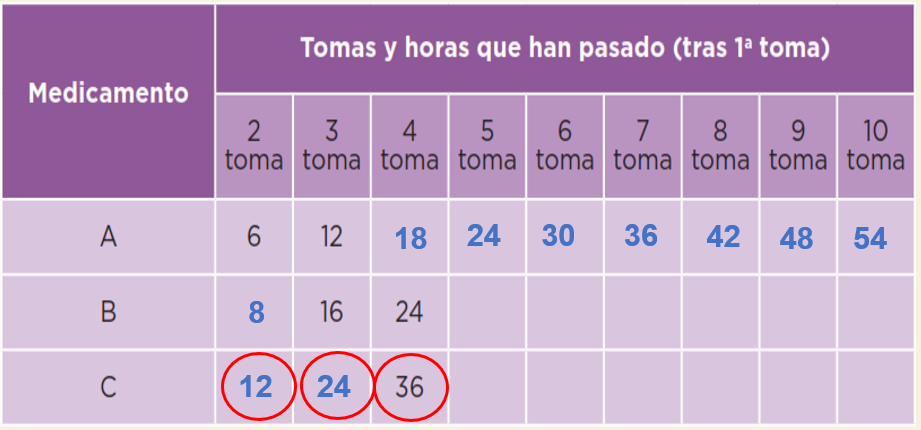 Medicamento
Tomas y horas que han pasado (tras 1ª toma)
2 toma 3 toma 4 toma 5 toma 6 toma 7 toma 8 toma 9 toma 10 toma
A 6 12 18 24 30 36 42 48 54
B 8 16 24
C 12 24 36